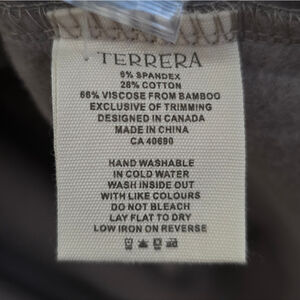 TERRERA
6% SPANDEX
28% COTTON
66% VISCOSE FROM BAMBOO
EXCLUSIVE OF TRIMMING
DESIGNED IN CANADA
MADE IN CHINA
CA 40690
HAND WASHABLE
IN COLD WATER
WASH INSIDE OUT
WITH LIKE COLOURS
DO NOT BLEACH
LAY FLAT TO DRY
LOW IRON ON REVERSE